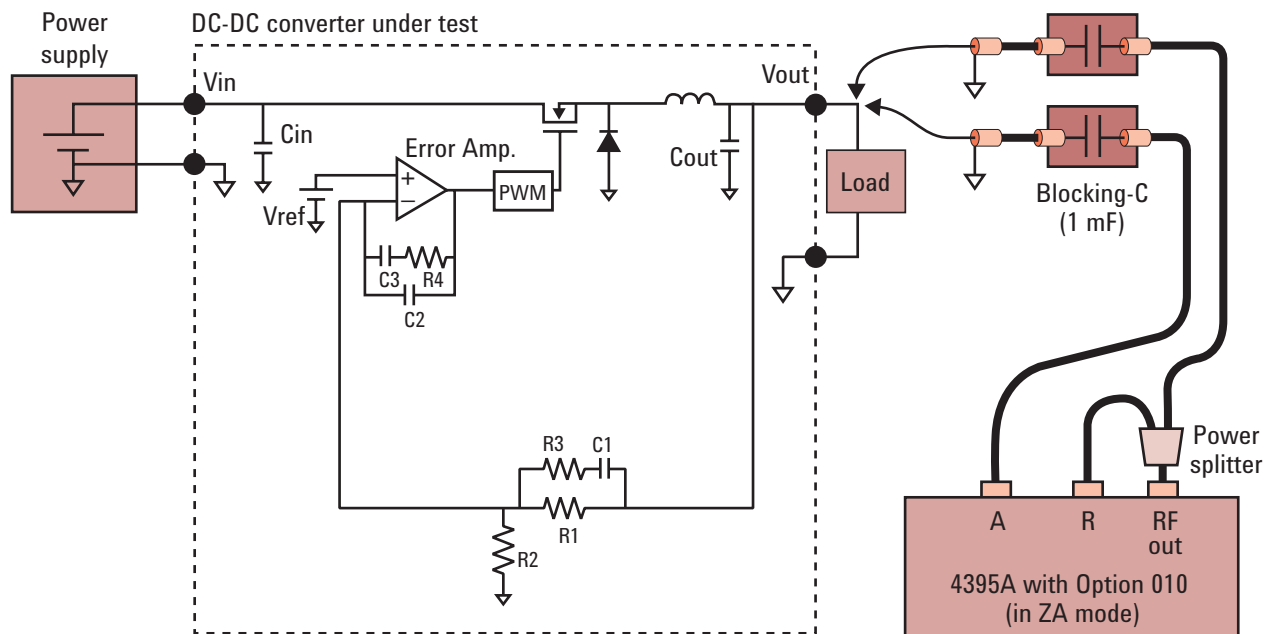 Power
supply
DC-DC converter under test
Vin
Vout
Cin
Error Amp.
+
−
PWM
Vref
C3
R4
C2
Cout
Load
Blocking-C
(1 mF)
R3
C1
R1
R2
Power
splitter
A
R
RF
out
4395A with Option 010
(in ZA mode)